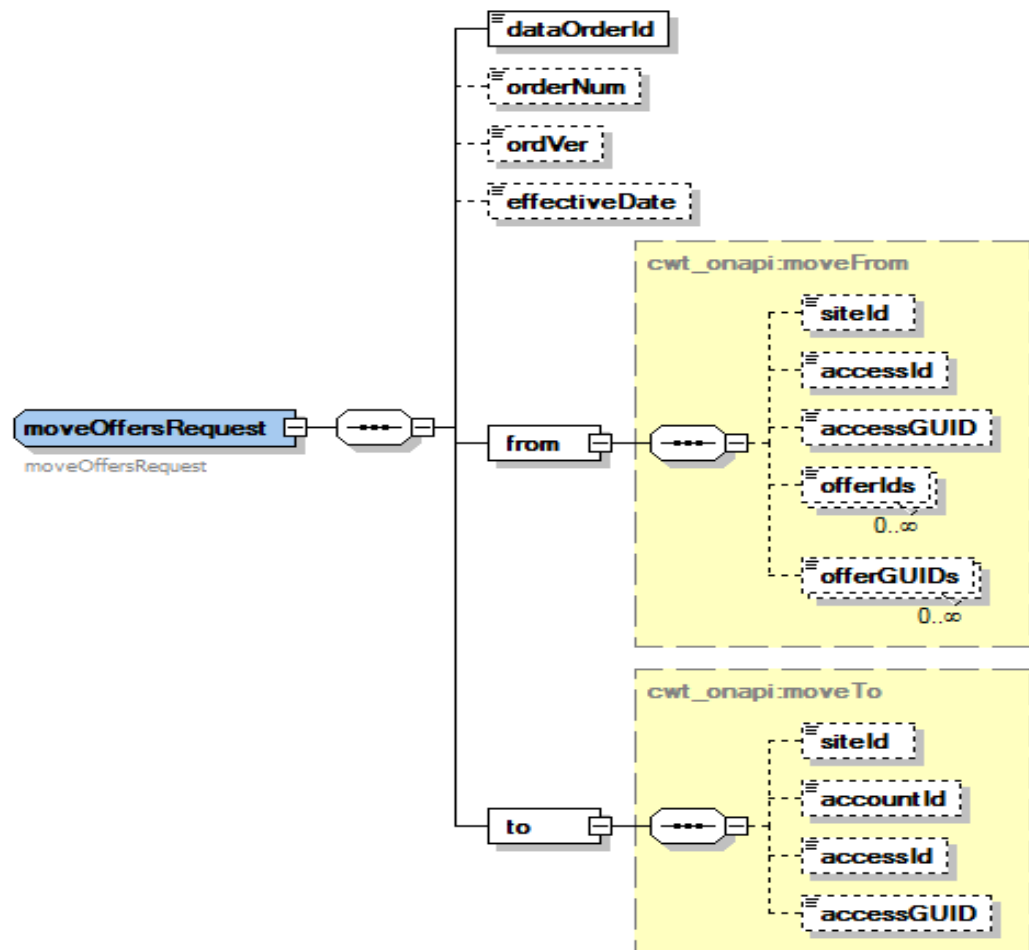 dataOrderId
orderNum
ordVer
effectiveDate
cwt_onapi:moveFrom
siteId
accessId
accessGUID
offerIds
0..∞
offerGUIDs
0..∞
moveOffersRequest
moveOffersRequest
from
cwt_onapi:moveTo
siteId
accountId
accessId
accessGUID
to